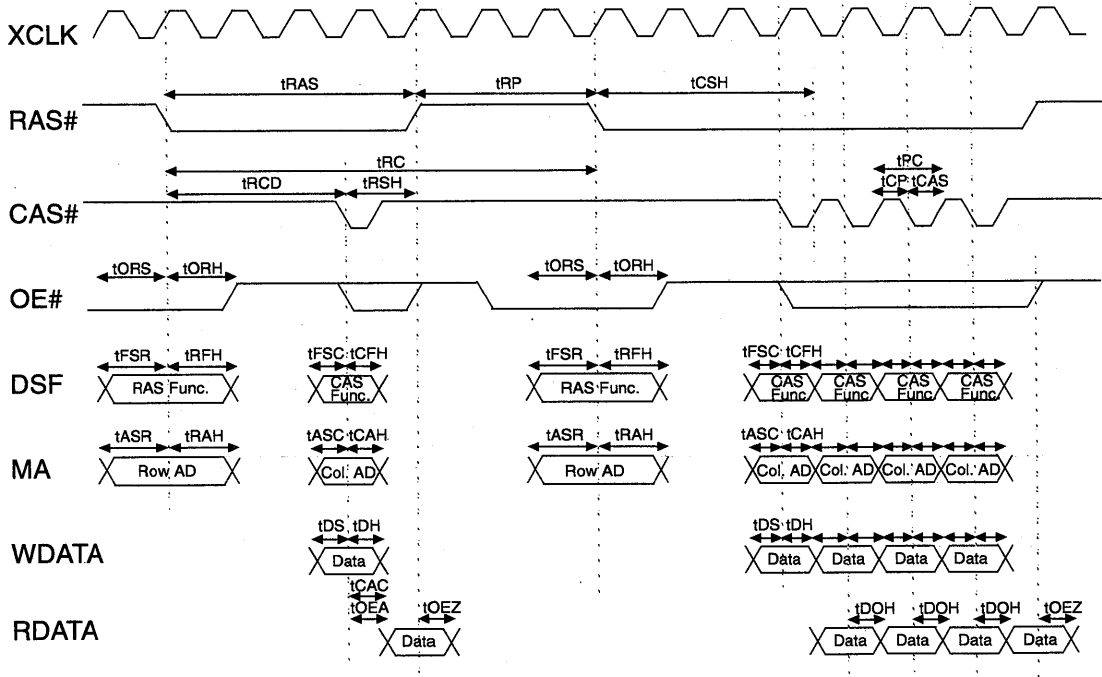 XCLK
tRAS tRP tCSH
RAS#
tRC tPC
tRCD tRSH tCP tCAS
CAS#
tORS tORH tORS tORH
OE#
tFSR tRFH tFSC tCFH tFSR tRFH tFSC tCFH
DSF RAS Func. CAS Func. RAS Func. CAS Func CAS Func CAS Func CAS Func
tASR tRAH tASC tCAH tASR tRAH tASC tCAH
MA Row AD Col. AD Row AD Col. AD Col. AD Col. AD Col. AD
tDS tDH tDS tDH
WDATA Data Data Data Data Data
tCAC
tOEA tOEZ tDOH tDOH tDOH tOEZ
RDATA Data Data Data Data Data